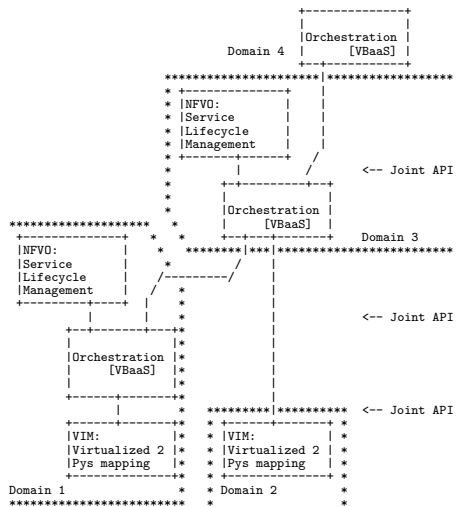 Orchestration
Domain 4 [VBaaS]
NFVO:
Service
Lifecycle
Management
<-- Joint API
Orchestration
[VBaaS]
Domain 3
NFVO:
Service
Lifecycle
Management
<-- Joint API
Orchestration
[VBaaS]
<-- Joint API
VIM: VIM:
Virtualized 2 Virtualized 2
Pys mapping Pys mapping
Domain 1 Domain 2